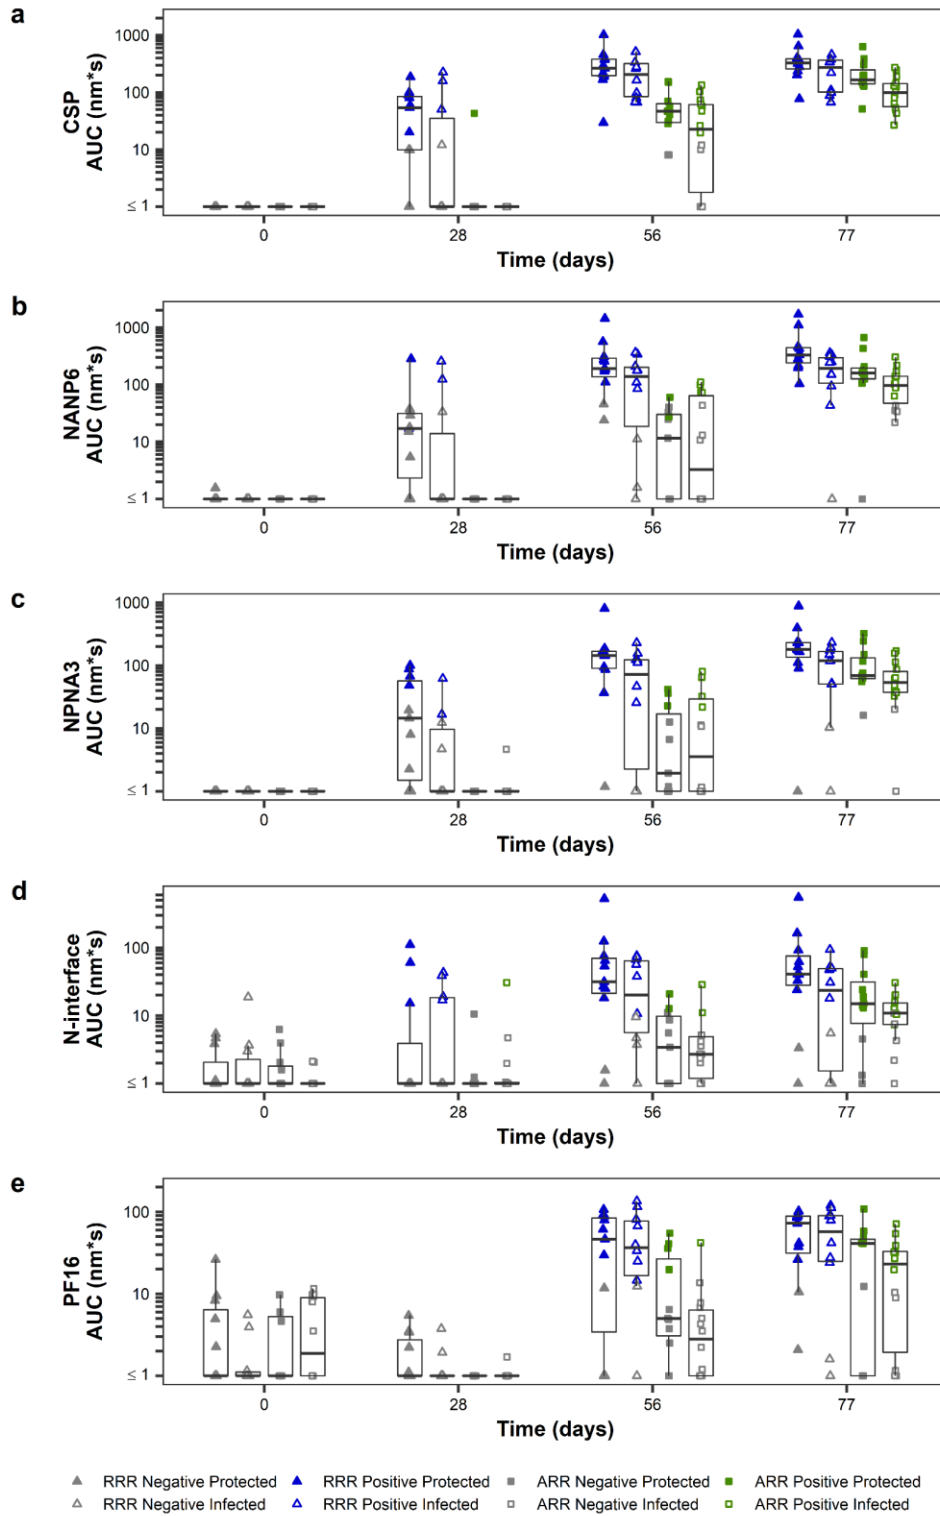 a
CSP
AUC (nm*s)
1000
100
10
≤ 1
0
28
56
77
Time (days)
b
NANP6
AUC (nm*s)
1000
100
10
≤ 1
0
28
56
77
Time (days)
c
NPNA3
AUC (nm*s)
1000
100
10
≤ 1
0
28
56
77
Time (days)
d
N-interface
AUC (nm*s)
100
10
≤ 1
0
28
56
77
Time (days)
e
PF16
AUC (nm*s)
100
10
≤ 1
0
28
56
77
Time (days)
RRR Negative Protected
RRR Positive Protected
ARR Negative Protected
ARR Positive Protected
RRR Negative Infected
RRR Positive Infected
ARR Negative Infected
ARR Positive Infected